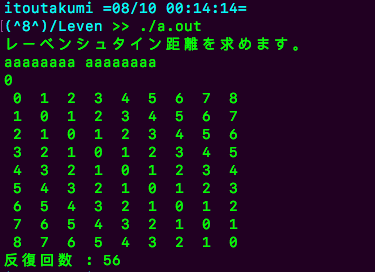 itoutakumi =08/10 00:14:14=
(^8^)/Leven >> ./a.out
レーベンシュタイン距離を求めます。
aaaaaaaa aaaaaaaa
0
0 1 2 3 4 5 6 7 8
1 0 1 2 3 4 5 6 7
2 1 0 1 2 3 4 5 6
3 2 1 0 1 2 3 4 5
4 3 2 1 0 1 2 3 4
5 4 3 2 1 0 1 2 3
6 5 4 3 2 1 0 1 2
7 6 5 4 3 2 1 0 1
8 7 6 5 4 3 2 1 0
反復回数 : 56